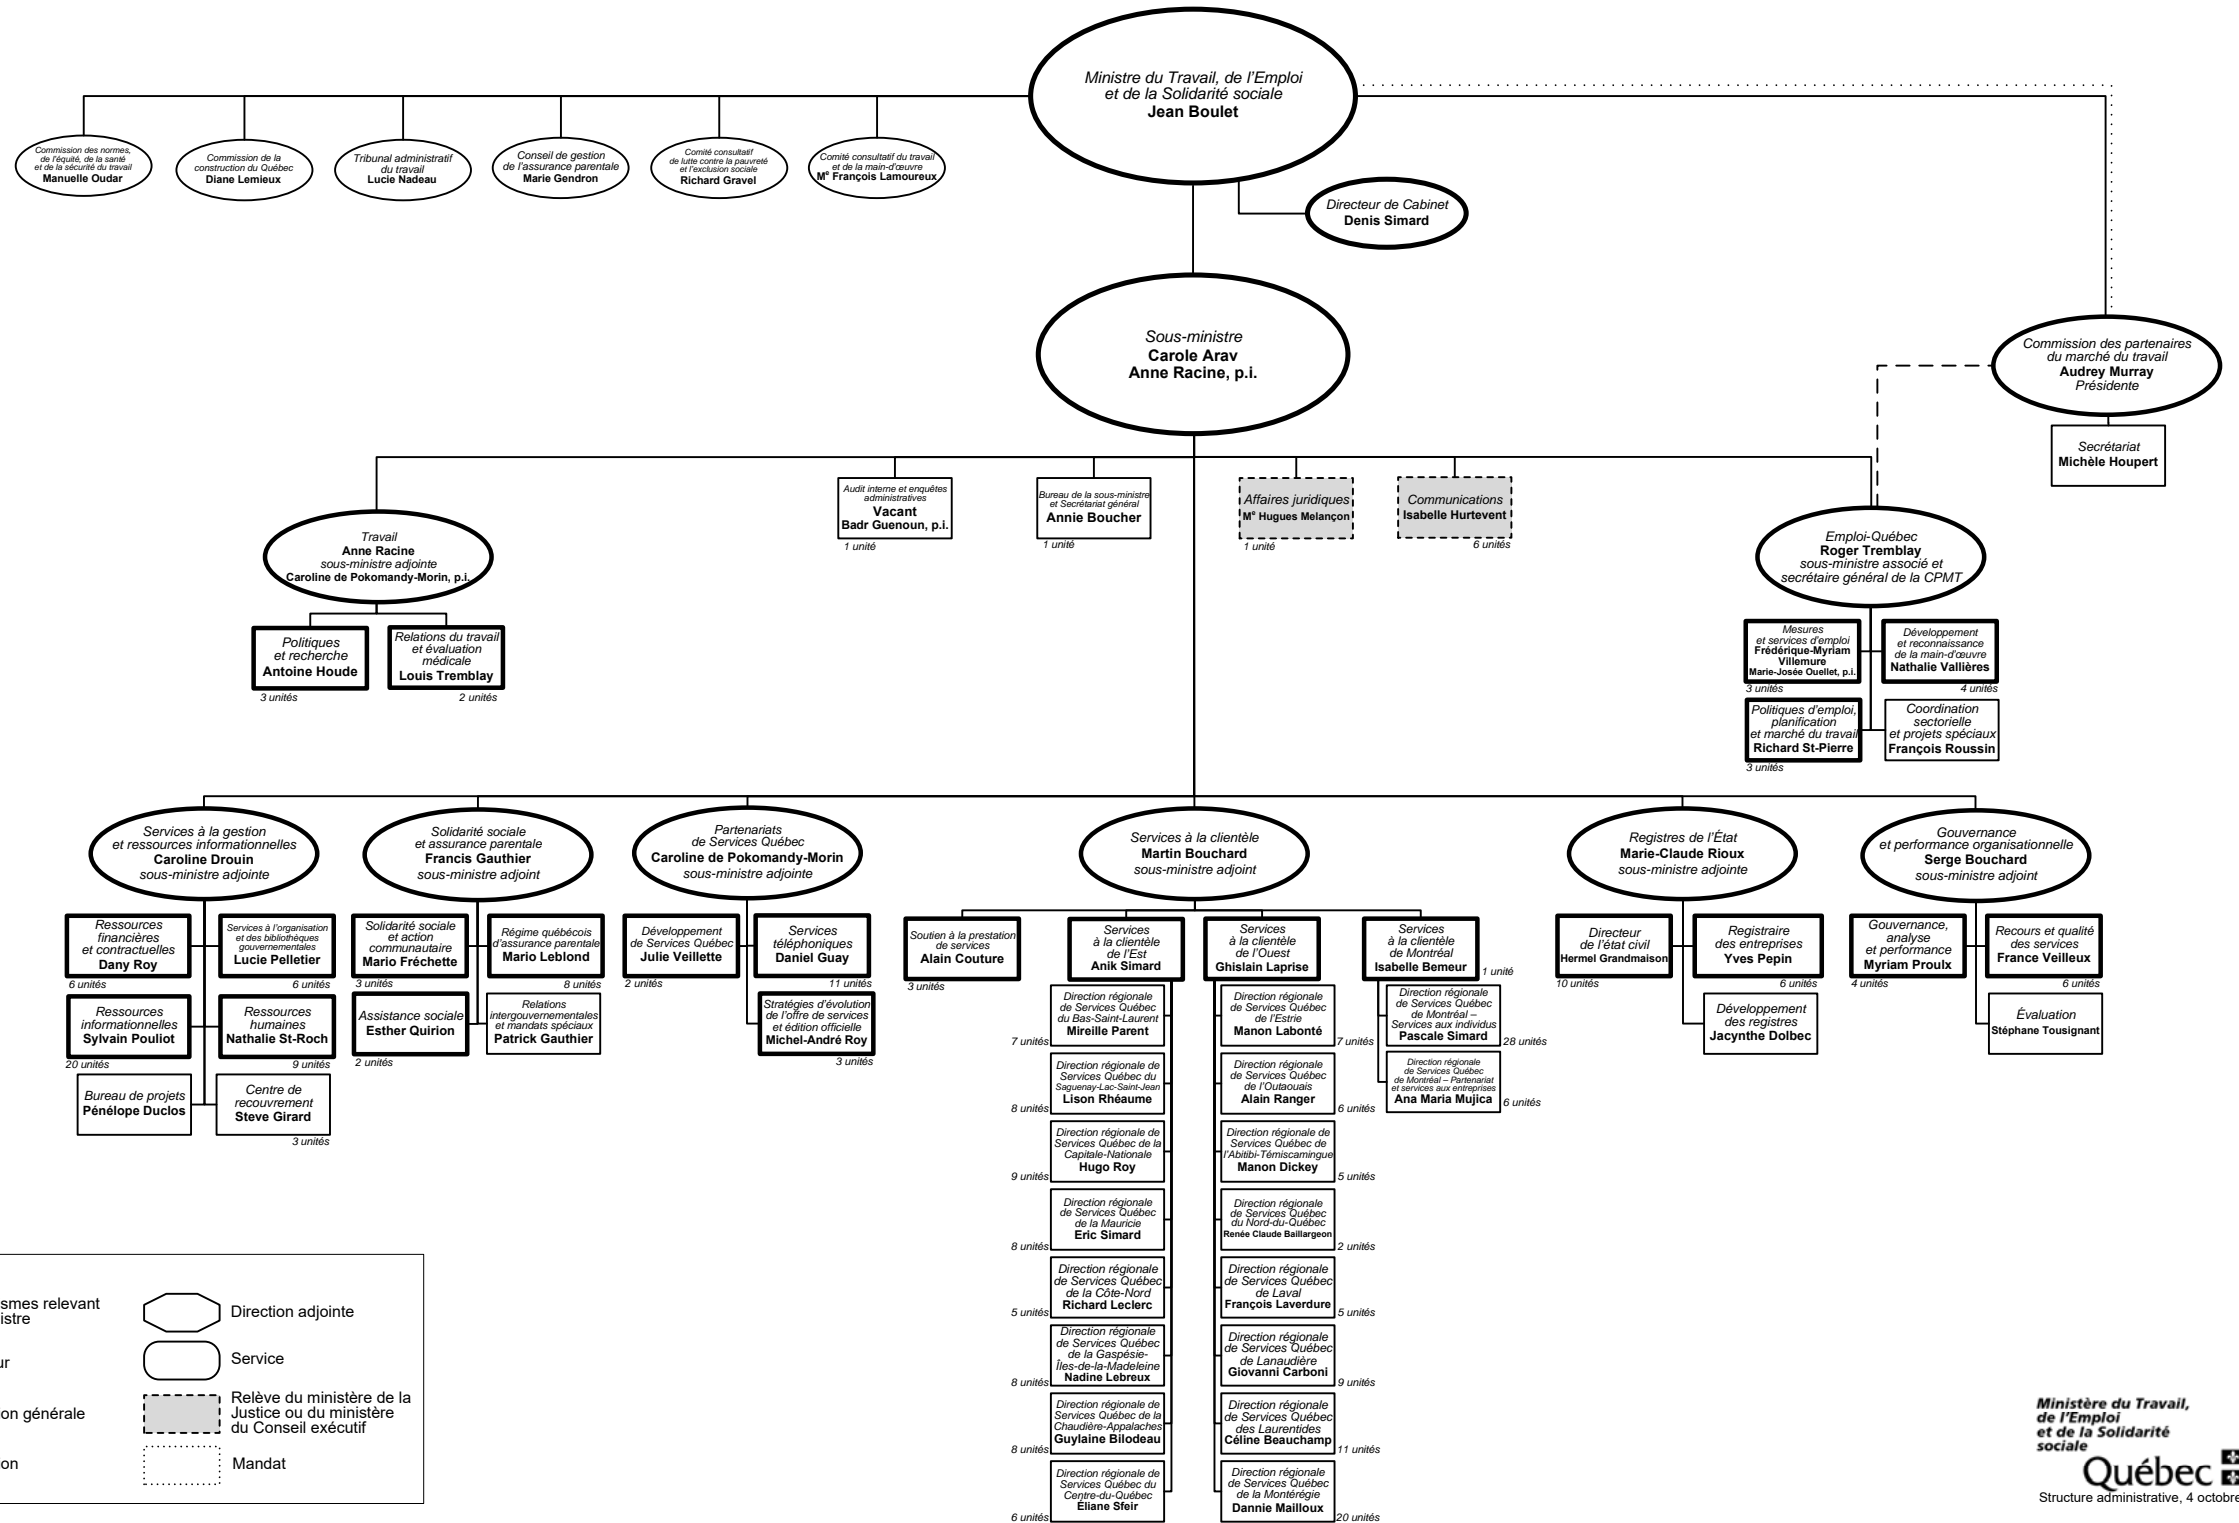 Ministre du Travail, de l'Emploi
et de la Solidarité sociale
Jean Boulet
Commission des normes,
de l'équité, de la santé
et de la sécurité du travail
Manuelle Oudar
Commission de la
construction du Québec
Diane Lemieux
Tribunal administratif
du travail
Lucie Nadeau
Conseil de gestion
de l'assurance parentale
Marie Gendron
Comité consultatif
de lutte contre la pauvreté
et l'exclusion sociale
Richard Gravel
Comité consultatif du travail
et de la main-d'œuvre
Me François Lamoureux
Directeur de Cabinet
Denis Simard
Sous-ministre
Carole Arav
Anne Racine, p.i.
Commission des partenaires
du marché du travail
Audrey Murray
Présidente
Secrétariat
Michèle Houpert
Audit interne et enquêtes
administratives
Vacant
Badr Guenoun, p.i.
1 unité
Bureau de la sous-ministre
et Secrétariat général
Annie Boucher
1 unité
Affaires juridiques
Me Hugues Melançon
1 unité
Communications
Isabelle Hurtevent
6 unités
Travail
Anne Racine
sous-ministre adjointe
Caroline de Pokomandy-Morin, p.i.
Politiques
et recherche
Antoine Houde
3 unités
Relations du travail
et évaluation
médicale
Louis Tremblay
2 unités
Emploi-Québec
Roger Tremblay
sous-ministre associé et
secrétaire général de la CPMT
Mesures
et services d'emploi
Frédérique-Myriam
Villemure
Marie-Josée Ouellet, p.i.
3 unités
Développement
et reconnaissance
de la main-d'œuvre
Nathalie Vallières
4 unités
Politiques d'emploi,
planification
et marché du travail
Richard St-Pierre
3 unités
Coordination
sectorielle
et projets spéciaux
François Roussin
Services à la gestion
et ressources informationnelles
Caroline Drouin
sous-ministre adjointe
Ressources
financières
et contractuelles
Dany Roy
6 unités
Services à l'organisation
et des bibliothèques
gouvernementales
Lucie Pelletier
6 unités
Ressources
informationnelles
Sylvain Pouliot
20 unités
Ressources
humaines
Nathalie St-Roch
9 unités
Bureau de projets
Pénélope Duclos
Centre de
recouvrement
Steve Girard
3 unités
Solidarité sociale
et assurance parentale
Francis Gauthier
sous-ministre adjoint
Solidarité sociale
et action
communautaire
Mario Fréchette
3 unités
Régime québécois
d'assurance parentale
Mario Leblond
8 unités
Assistance sociale
Esther Quirion
2 unités
Relations
intergouvernementales
et mandats spéciaux
Patrick Gauthier
Partenariats
de Services Québec
Caroline de Pokomandy-Morin
sous-ministre adjointe
Développement
de Services Québec
Julie Veillette
2 unités
Services
téléphoniques
Daniel Guay
11 unités
Stratégies d'évolution
de l'offre de services
et édition officielle
Michel-André Roy
3 unités
Services à la clientèle
Martin Bouchard
sous-ministre adjoint
Soutien à la prestation
de services
Alain Couture
3 unités
Services
à la clientèle
de l'Est
Anik Simard
Direction régionale
de Services Québec
du Bas-Saint-Laurent
Mireille Parent
7 unités
Direction régionale de
Services Québec du
Saguenay-Lac-Saint-Jean
Lison Rhéaume
8 unités
Direction régionale de
Services Québec de la
Capitale-Nationale
Hugo Roy
9 unités
Direction régionale
de Services Québec
de la Mauricie
Eric Simard
8 unités
Direction régionale
de Services Québec
de la Côte-Nord
Richard Leclerc
5 unités
Direction régionale
de Services Québec
de la Gaspésie-
Îles-de-la-Madeleine
Nadine Lebreux
8 unités
Direction régionale de
Services Québec de la
Chaudière-Appalaches
Guylaine Bilodeau
8 unités
Direction régionale de
Services Québec du
Centre-du-Québec
Éliane Sfeir
6 unités
Services
à la clientèle
de l'Ouest
Ghislain Laprise
Direction régionale
de Services Québec
de l'Estrie
Manon Labonté
7 unités
Direction régionale
de Services Québec
de l'Outaouais
Alain Ranger
6 unités
Direction régionale de
Services Québec de
l'Abitibi-Témiscamingue
Manon Dickey
5 unités
Direction régionale
de Services Québec
du Nord-du-Québec
Renée Claude Baillargeon
2 unités
Direction régionale
de Services Québec
de Laval
François Laverdure
5 unités
Direction régionale
de Services Québec
de Lanaudière
Giovanni Carboni
9 unités
Direction régionale
de Services Québec
des Laurentides
Céline Beauchamp
11 unités
Direction régionale
de Services Québec
de la Montérégie
Dannie Mailloux
20 unités
Services
à la clientèle
de Montréal
Isabelle Bemeur
1 unité
Direction régionale
de Services Québec
de Montréal –
Services aux individus
Pascale Simard
28 unités
Direction régionale
de Services Québec
de Montréal – Partenariat
et services aux entreprises
Ana Maria Mujica
6 unités
Registres de l'État
Marie-Claude Rioux
sous-ministre adjointe
Directeur
de l'état civil
Hermel Grandmaison
10 unités
Registraire
des entreprises
Yves Pepin
6 unités
Développement
des registres
Jacynthe Dolbec
Gouvernance
et performance organisationnelle
Serge Bouchard
sous-ministre adjoint
Gouvernance,
analyse
et performance
Myriam Proulx
4 unités
Recours et qualité
des services
France Veilleux
6 unités
Évaluation
Stéphane Tousignant
smes relevant
istre
ur
on générale
on
Direction adjointe
Service
Relève du ministère de la
Justice ou du ministère
du Conseil exécutif
Mandat
Ministère du Travail,
de l'Emploi
et de la Solidarité
sociale
Québec
Structure administrative, 4 octobre